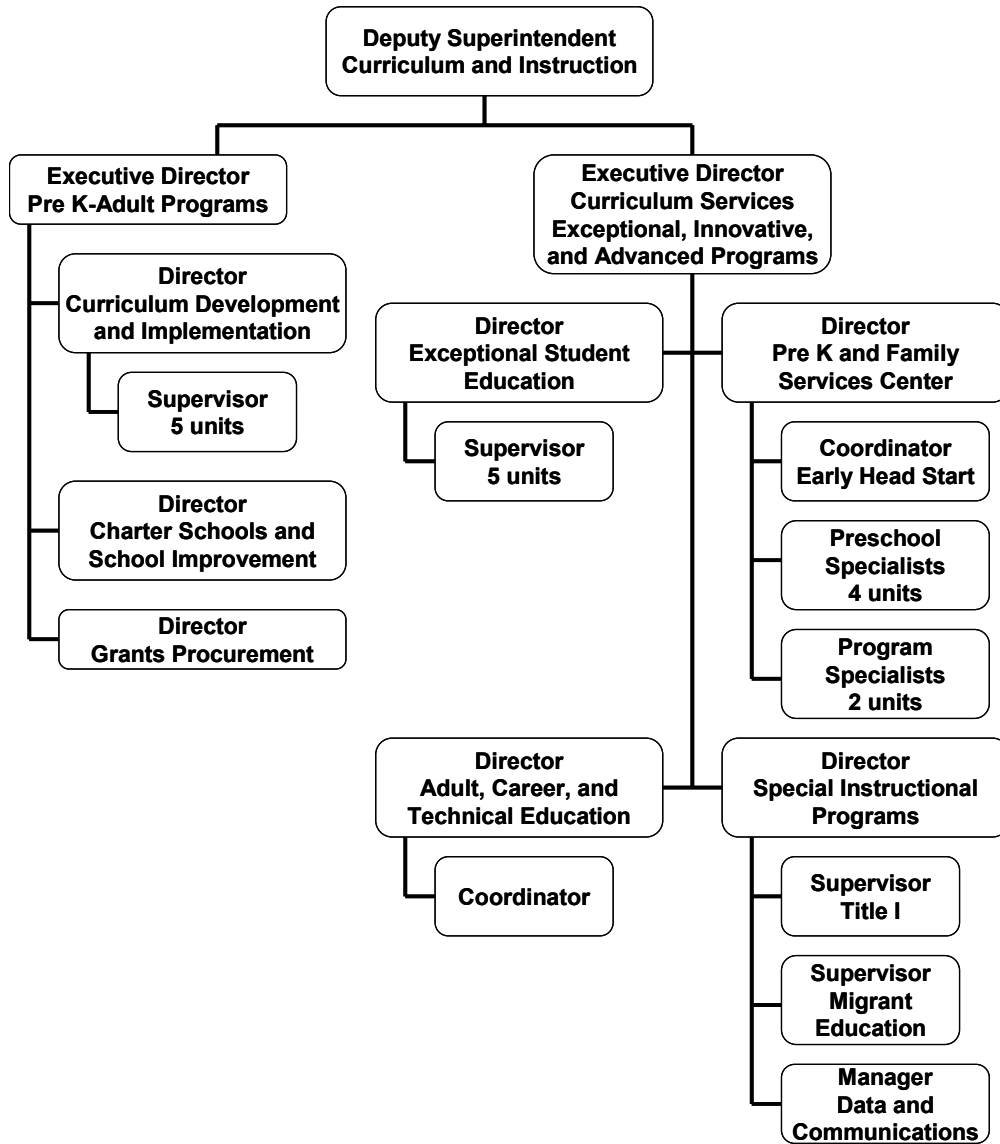 Deputy Superintendent
Curriculum and Instruction
Executive Director
Pre K-Adult Programs
Director
Curriculum Development
and Implementation
Supervisor
5 units
Director
Charter Schools and
School Improvement
Director
Grants Procurement
Executive Director
Curriculum Services
Exceptional, Innovative,
and Advanced Programs
Director
Exceptional Student
Education
Supervisor
5 units
Director
Pre K and Family
Services Center
Coordinator
Early Head Start
Preschool
Specialists
4 units
Program
Specialists
2 units
Director
Adult, Career, and
Technical Education
Coordinator
Director
Special Instructional
Programs
Supervisor
Title I
Supervisor
Migrant
Education
Manager
Data and
Communications